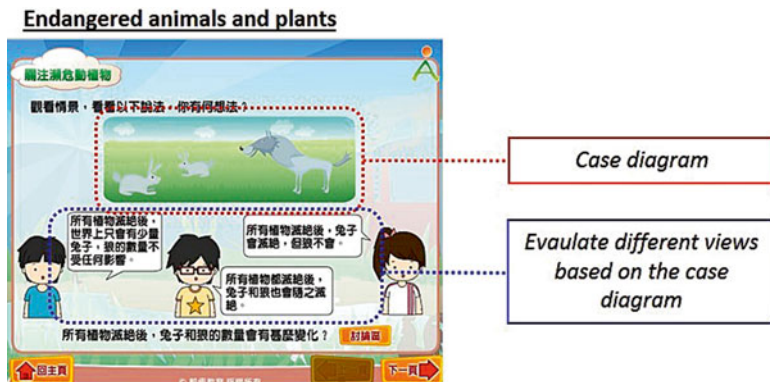 Endangered animals and plants
關注瀕危動植物
觀看情景，看看以下說法，你有何想法？
Case diagram
所有植物滅絕後，
世界上只會有少量
兔子，狼的數量不
受任何影響。
所有植物滅絕後，兔子
會滅絕，但狼不會。
所有植物都滅絕後，
兔子和狼也會隨之滅
絕。
Evaulate different views
based on the case
diagram
所有植物滅絕後，兔子和狼的數量會有甚麼變化？
討論區
回主頁
下一頁